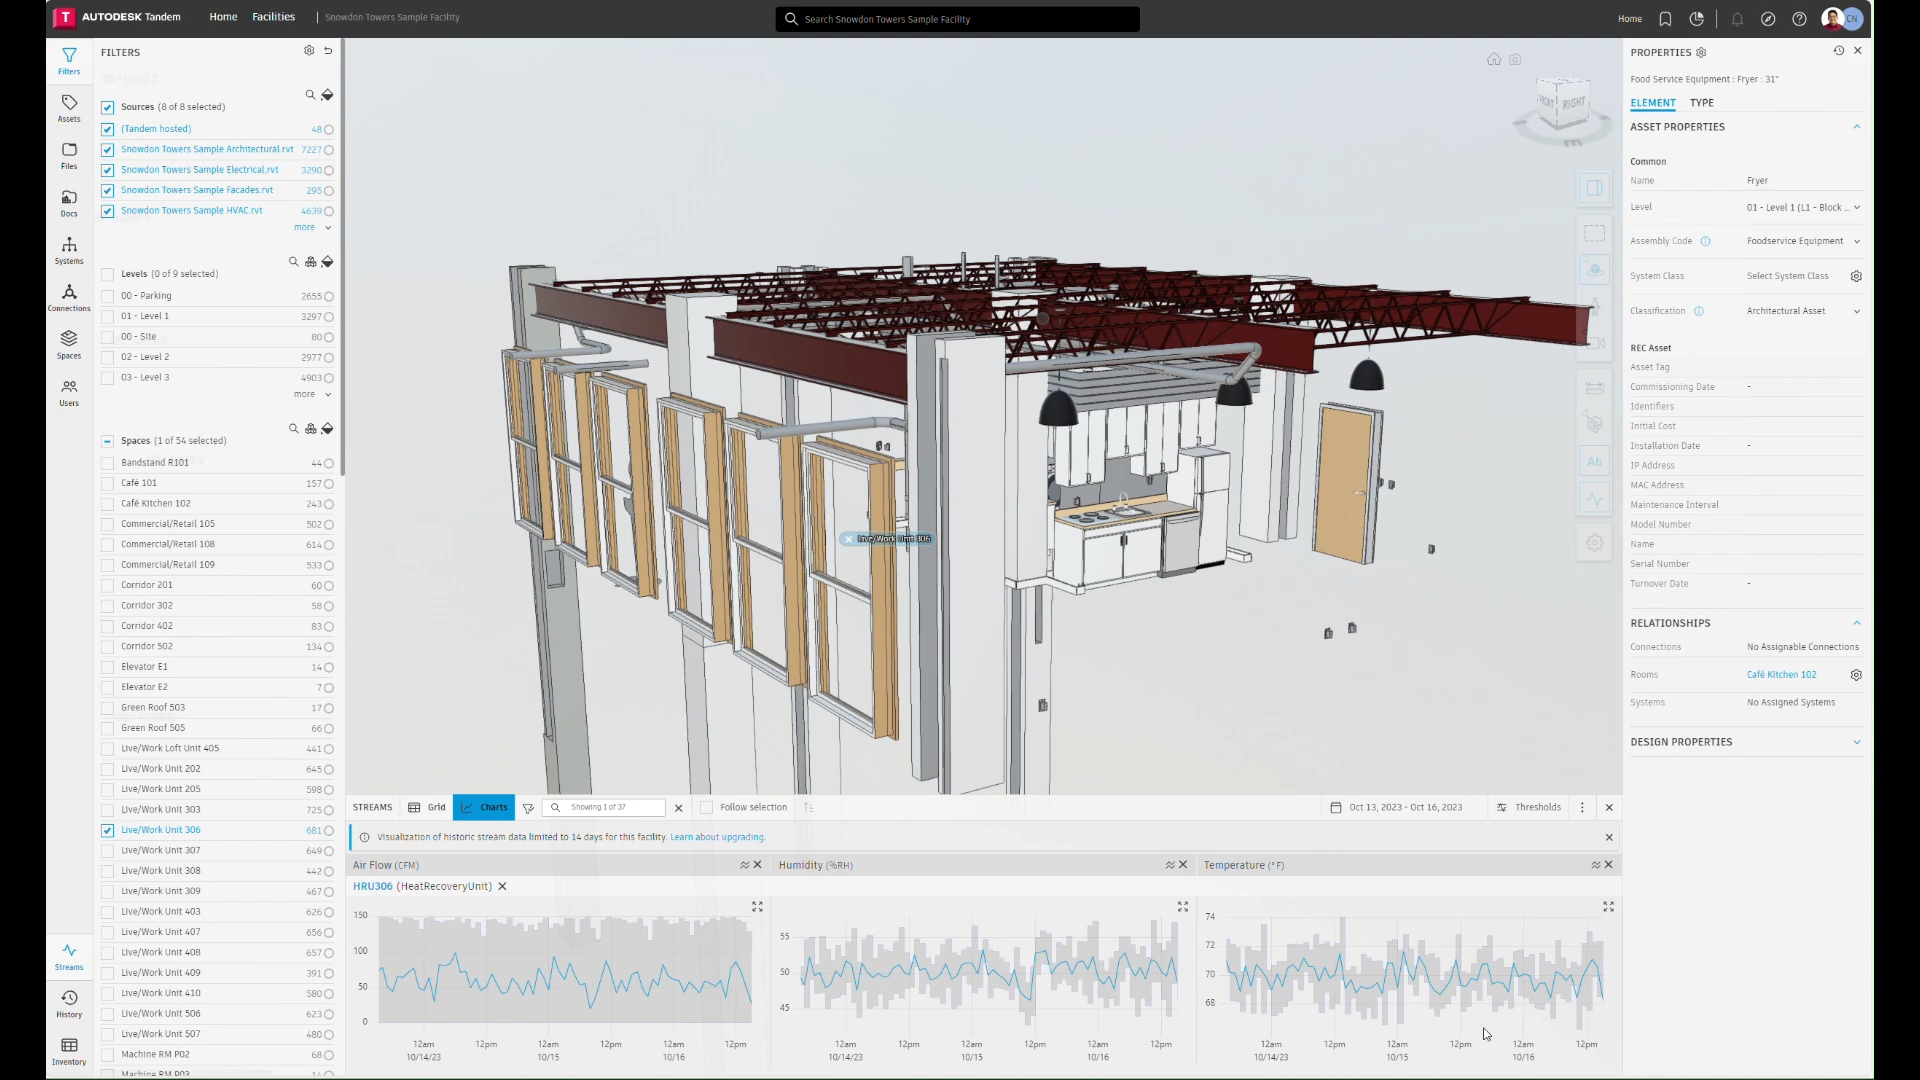 T AUTODESK Tandem Home Facilities Snowdon Towers Sample Facility Search Snowdon Towers Sample Facility Home CN
FILTERS
Filters
Assets
Files
Docs
Systems
Connections
Spaces
Users
Streams
History
Inventory
Sources (8 of 8 selected)
(Tandem hosted) 48
Snowdon Towers Sample Architectural.rvt 7227
Snowdon Towers Sample Electrical.rvt 3290
Snowdon Towers Sample Facades.rvt 295
Snowdon Towers Sample HVAC.rvt 4639
more
Levels (0 of 9 selected)
00 - Parking 2655
01 - Level 1 3297
00 - Site 80
02 - Level 2 2977
03 - Level 3 4903
more
Spaces (1 of 54 selected)
Bandstand R101 44
Café 101 157
Café Kitchen 102 243
Commercial/Retail 105 502
Commercial/Retail 108 614
Commercial/Retail 109 533
Corridor 201 60
Corridor 302 58
Corridor 402 83
Corridor 502 134
Elevator E1 14
Elevator E2 7
Green Roof 503 17
Green Roof 505 66
Live/Work Loft Unit 405 441
Live/Work Unit 202 645
Live/Work Unit 205 598
Live/Work Unit 303 725
Live/Work Unit 306 681
Live/Work Unit 307 649
Live/Work Unit 308 442
Live/Work Unit 309 467
Live/Work Unit 403 626
Live/Work Unit 407 656
Live/Work Unit 408 657
Live/Work Unit 409 391
Live/Work Unit 410 580
Live/Work Unit 506 623
Live/Work Unit 507 480
Machine RM P02 68
Machine RM P03 14
FRONT RIGHT
Ab
Live/Work Unit 306
STREAMS Grid Charts Showing 1 of 37 Follow selection Oct 13, 2023 - Oct 16, 2023 Thresholds
Visualization of historic stream data limited to 14 days for this facility. Learn about upgrading.
Air Flow (CFM)
HRU306 (HeatRecoveryUnit)
150
100
50
0
12am 12pm 12am 12pm 12am 12pm
10/14/23 10/15 10/16
Humidity (%RH)
55
50
45
12am 12pm 12am 12pm 12am 12pm
10/14/23 10/15 10/16
Temperature (°F)
74
72
70
68
12am 12pm 12am 12pm 12am 12pm
10/14/23 10/15 10/16
PROPERTIES
Food Service Equipment : Fryer : 31"
ELEMENT TYPE
ASSET PROPERTIES
Common
Name Fryer
Level 01 - Level 1 (L1 - Block ...
Assembly Code Foodservice Equipment
System Class Select System Class
Classification Architectural Asset
REC Asset
Asset Tag
Commissioning Date -
Identifiers
Initial Cost
Installation Date -
IP Address
MAC Address
Maintenance Interval
Model Number
Name
Serial Number
Turnover Date -
RELATIONSHIPS
Connections No Assignable Connections
Rooms Café Kitchen 102
Systems No Assigned Systems
DESIGN PROPERTIES